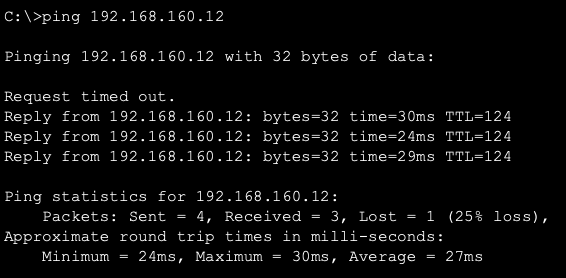 C:\>ping 192.168.160.12
Pinging 192.168.160.12 with 32 bytes of data:
Request timed out.
Reply from 192.168.160.12: bytes=32 time=30ms TTL=124
Reply from 192.168.160.12: bytes=32 time=24ms TTL=124
Reply from 192.168.160.12: bytes=32 time=29ms TTL=124
Ping statistics for 192.168.160.12:
    Packets: Sent = 4, Received = 3, Lost = 1 (25% loss),
Approximate round trip times in milli-seconds:
    Minimum = 24ms, Maximum = 30ms, Average = 27ms